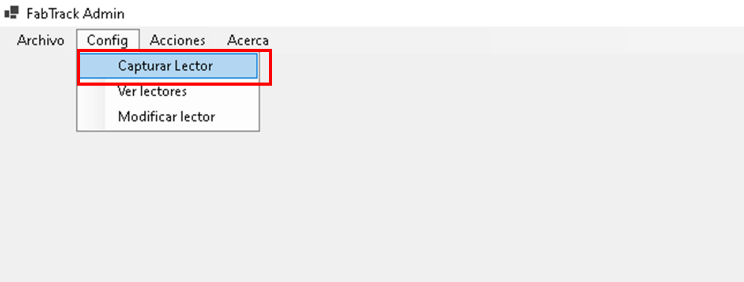 FabTrack Admin
Archivo Config Acciones Acerca
Capturar Lector
Ver lectores
Modificar lector